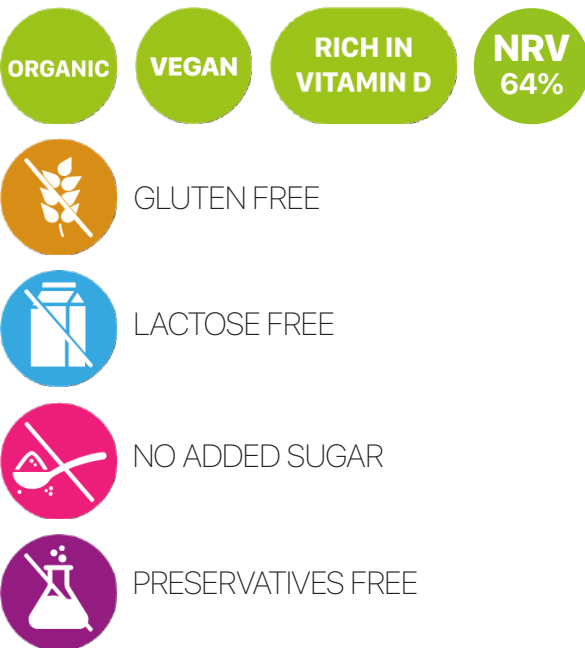 ORGANIC
VEGAN
RICH IN
VITAMIN D
NRV
64%
GLUTEN FREE
LACTOSE FREE
NO ADDED SUGAR
PRESERVATIVES FREE